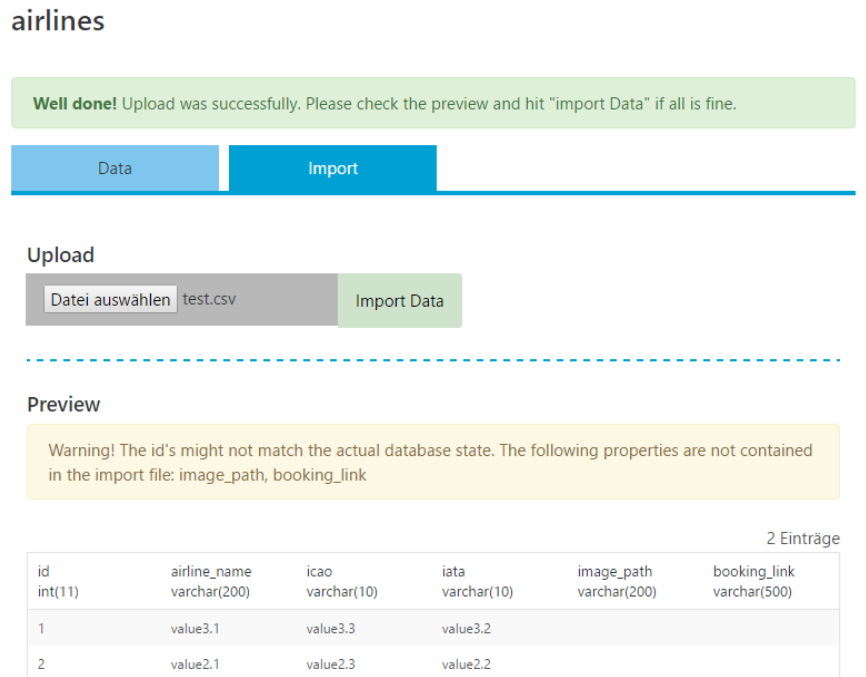 airlines
Well done! Upload was successfully. Please check the preview and hit "import Data" if all is fine.
Data Import
Upload
Datei auswählen test.csv Import Data
Preview
Warning! The id's might not match the actual database state. The following properties are not contained
in the import file: image_path, booking_link
2 Einträge
id airline_name icao iata image_path booking_link
int(11) varchar(200) varchar(10) varchar(10) varchar(200) varchar(500)
1 value3.1 value3.3 value3.2
2 value2.1 value2.3 value2.2